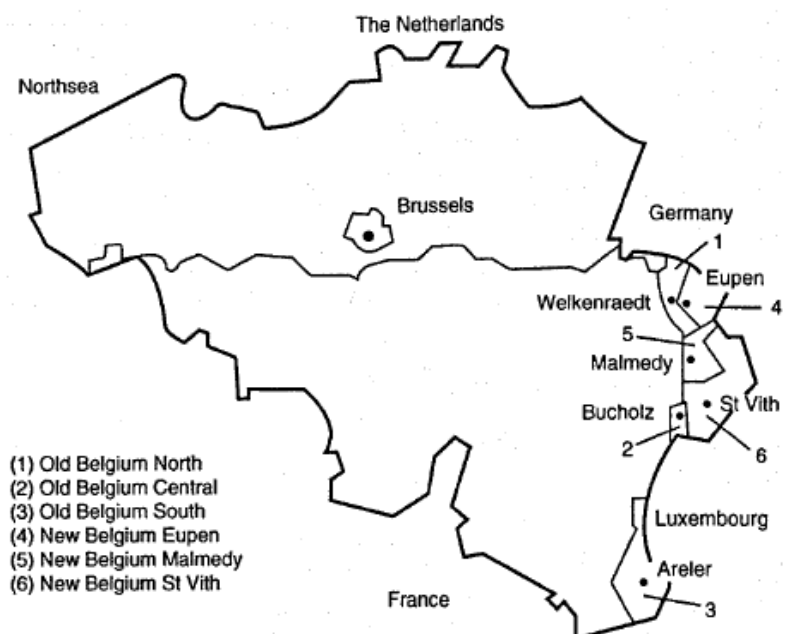 The Netherlands
Northsea
Brussels
Germany
1
Eupen
Welkenraedt
4
5
Malmedy
Bucholz
St Vith
2
6
(1) Old Belgium North
(2) Old Belgium Central
(3) Old Belgium South
(4) New Belgium Eupen
(5) New Belgium Malmedy
(6) New Belgium St Vith
Luxembourg
Areler
France
3